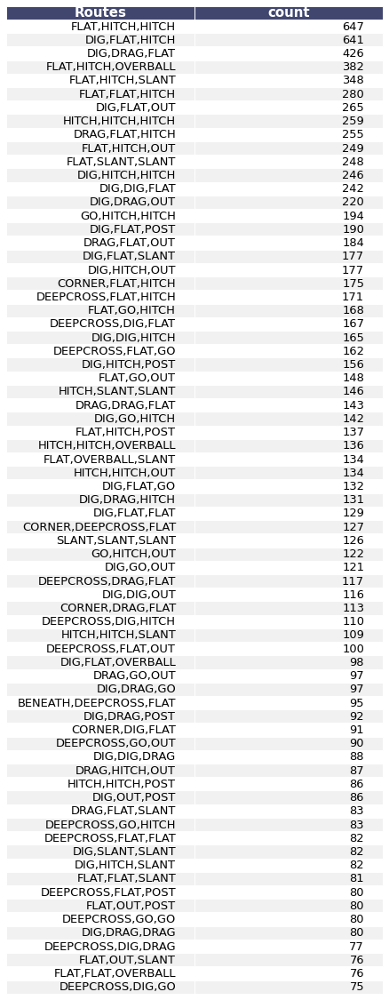 Routes count
FLAT,HITCH,HITCH 647
DIG,FLAT,HITCH 641
DIG,DRAG,FLAT 426
FLAT,HITCH,OVERBALL 382
FLAT,HITCH,SLANT 348
FLAT,FLAT,HITCH 280
DIG,FLAT,OUT 265
HITCH,HITCH,HITCH 259
DRAG,FLAT,HITCH 255
FLAT,HITCH,OUT 249
FLAT,SLANT,SLANT 248
DIG,HITCH,HITCH 246
DIG,DIG,FLAT 242
DIG,DRAG,OUT 220
GO,HITCH,HITCH 194
DIG,FLAT,POST 190
DRAG,FLAT,OUT 184
DIG,FLAT,SLANT 177
DIG,HITCH,OUT 177
CORNER,FLAT,HITCH 175
DEEPCROSS,FLAT,HITCH 171
FLAT,GO,HITCH 168
DEEPCROSS,DIG,FLAT 167
DIG,DIG,HITCH 165
DEEPCROSS,FLAT,GO 162
DIG,HITCH,POST 156
FLAT,GO,OUT 148
HITCH,SLANT,SLANT 146
DRAG,DRAG,FLAT 143
DIG,GO,HITCH 142
FLAT,HITCH,POST 137
HITCH,HITCH,OVERBALL 136
FLAT,OVERBALL,SLANT 134
HITCH,HITCH,OUT 134
DIG,FLAT,GO 132
DIG,DRAG,HITCH 131
DIG,FLAT,FLAT 129
CORNER,DEEPCROSS,FLAT 127
SLANT,SLANT,SLANT 126
GO,HITCH,OUT 122
DIG,GO,OUT 121
DEEPCROSS,DRAG,FLAT 117
DIG,DIG,OUT 116
CORNER,DRAG,FLAT 113
DEEPCROSS,DIG,HITCH 110
HITCH,HITCH,SLANT 109
DEEPCROSS,FLAT,OUT 100
DIG,FLAT,OVERBALL 98
DRAG,GO,OUT 97
DIG,DRAG,GO 97
BENEATH,DEEPCROSS,FLAT 95
DIG,DRAG,POST 92
CORNER,DIG,FLAT 91
DEEPCROSS,GO,OUT 90
DIG,DIG,DRAG 88
DRAG,HITCH,OUT 87
HITCH,HITCH,POST 86
DIG,OUT,POST 86
DRAG,FLAT,SLANT 83
DEEPCROSS,GO,HITCH 83
DEEPCROSS,FLAT,FLAT 82
DIG,SLANT,SLANT 82
DIG,HITCH,SLANT 82
FLAT,FLAT,SLANT 81
DEEPCROSS,FLAT,POST 80
FLAT,OUT,POST 80
DEEPCROSS,GO,GO 80
DIG,DRAG,DRAG 80
DEEPCROSS,DIG,DRAG 77
FLAT,OUT,SLANT 76
FLAT,FLAT,OVERBALL 76
DEEPCROSS,DIG,GO 75